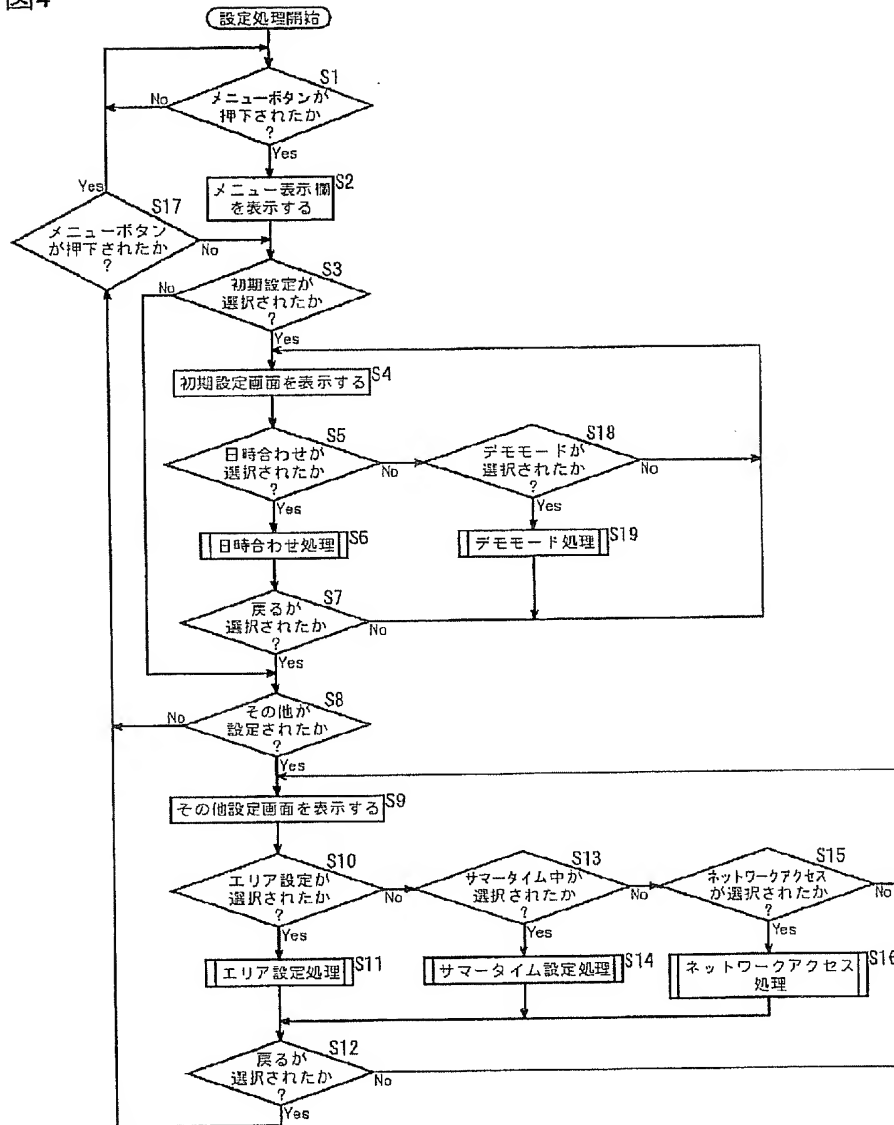 図4
設定処理開始
S1
メニューボタンが
押下されたか
?
No
Yes
S2
メニュー表示欄
を表示する
Yes
S17
メニューボタン
が押下されたか
?
No
S3
初期設定が
選択されたか
?
No
Yes
初期設定画面を表示する
S4
S5
日時合わせが
選択されたか
?
No
Yes
S18
デモモードが
選択されたか
?
No
Yes
日時合わせ処理
S6
デモモード処理
S19
S7
戻るが
選択されたか
?
No
Yes
S8
その他が
設定されたか
?
No
Yes
その他設定画面を表示する
S9
S10
エリア設定が
選択されたか
?
No
Yes
S13
サマータイム中が
選択されたか
?
No
Yes
S15
ネットワークアクセス
が選択されたか
?
No
Yes
エリア設定処理
S11
サマータイム設定処理
S14
ネットワークアクセス
処理
S16
S12
戻るが
選択されたか
?
No
Yes